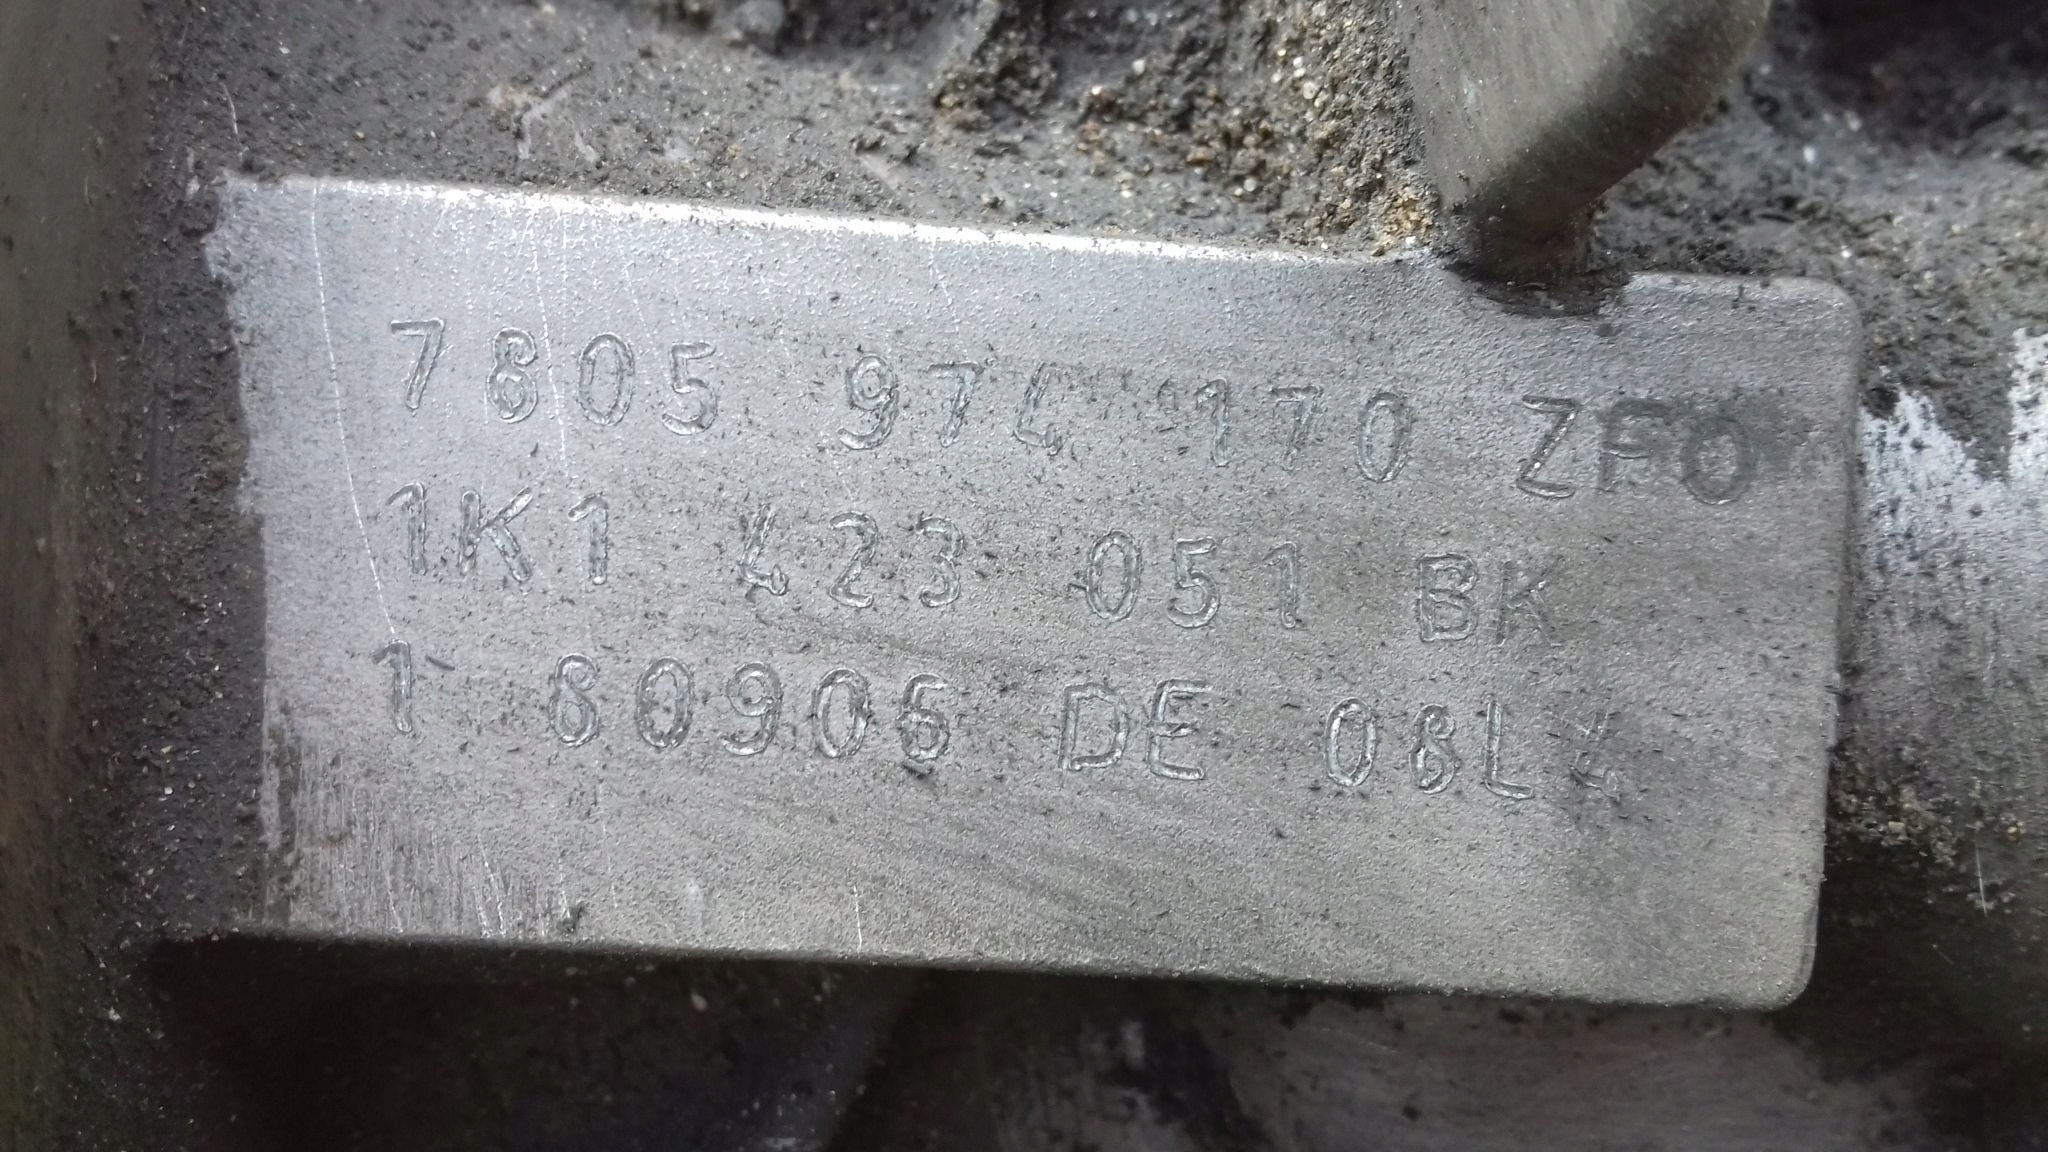 7805 974 170 ZFO
1K1 423 051 BK
1 80906 DE 08L4